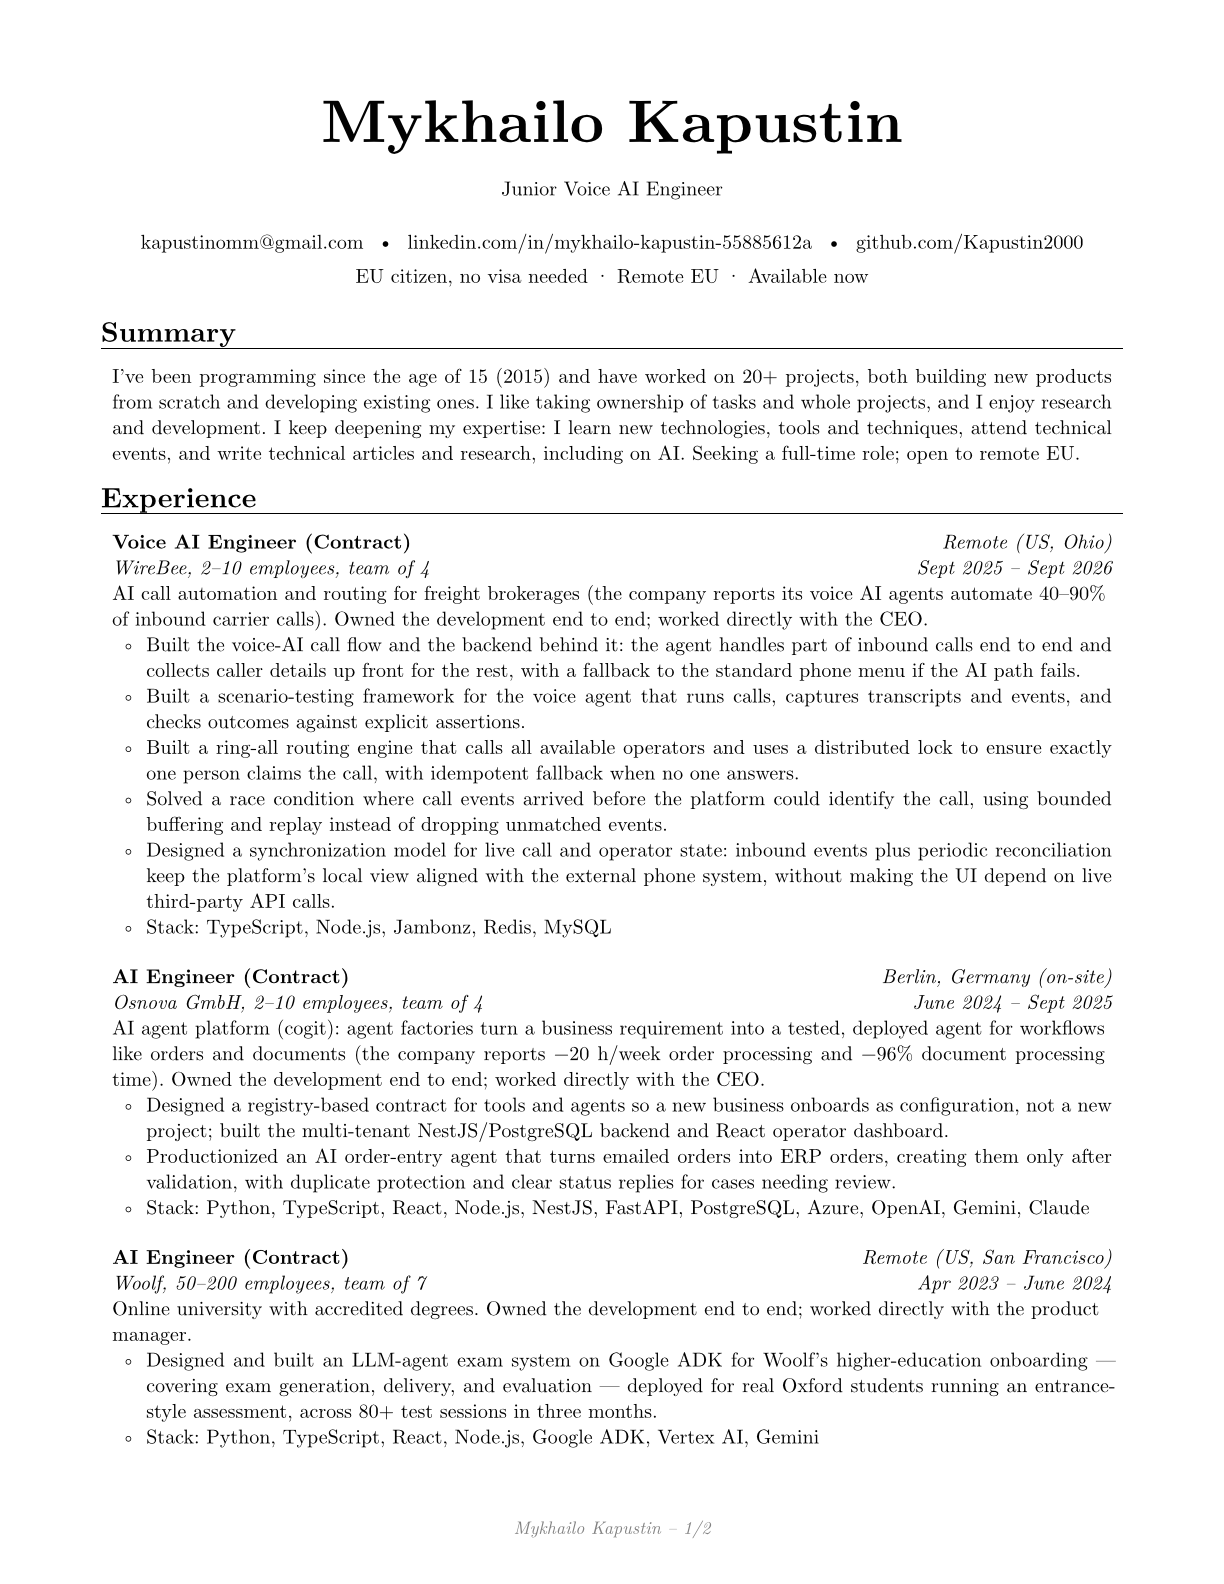 Mykhailo Kapustin
Junior Voice AI Engineer
kapustinomm@gmail.com • linkedin.com/in/mykhailo-kapustin-55885612a • github.com/Kapustin2000
EU citizen, no visa needed · Remote EU · Available now
Summary
I've been programming since the age of 15 (2015) and have worked on 20+ projects, both building new products
from scratch and developing existing ones. I like taking ownership of tasks and whole projects, and I enjoy research
and development. I keep deepening my expertise: I learn new technologies, tools and techniques, attend technical
events, and write technical articles and research, including on AI. Seeking a full-time role; open to remote EU.
Experience
Voice AI Engineer (Contract) Remote (US, Ohio)
WireBee, 2–10 employees, team of 4 Sept 2025 – Sept 2026
AI call automation and routing for freight brokerages (the company reports its voice AI agents automate 40–90%
of inbound carrier calls). Owned the development end to end; worked directly with the CEO.
◦ Built the voice-AI call flow and the backend behind it: the agent handles part of inbound calls end to end and
collects caller details up front for the rest, with a fallback to the standard phone menu if the AI path fails.
◦ Built a scenario-testing framework for the voice agent that runs calls, captures transcripts and events, and
checks outcomes against explicit assertions.
◦ Built a ring-all routing engine that calls all available operators and uses a distributed lock to ensure exactly
one person claims the call, with idempotent fallback when no one answers.
◦ Solved a race condition where call events arrived before the platform could identify the call, using bounded
buffering and replay instead of dropping unmatched events.
◦ Designed a synchronization model for live call and operator state: inbound events plus periodic reconciliation
keep the platform's local view aligned with the external phone system, without making the UI depend on live
third-party API calls.
◦ Stack: TypeScript, Node.js, Jambonz, Redis, MySQL
AI Engineer (Contract) Berlin, Germany (on-site)
Osnova GmbH, 2–10 employees, team of 4 June 2024 – Sept 2025
AI agent platform (cogit): agent factories turn a business requirement into a tested, deployed agent for workflows
like orders and documents (the company reports −20 h/week order processing and −96% document processing
time). Owned the development end to end; worked directly with the CEO.
◦ Designed a registry-based contract for tools and agents so a new business onboards as configuration, not a new
project; built the multi-tenant NestJS/PostgreSQL backend and React operator dashboard.
◦ Productionized an AI order-entry agent that turns emailed orders into ERP orders, creating them only after
validation, with duplicate protection and clear status replies for cases needing review.
◦ Stack: Python, TypeScript, React, Node.js, NestJS, FastAPI, PostgreSQL, Azure, OpenAI, Gemini, Claude
AI Engineer (Contract) Remote (US, San Francisco)
Woolf, 50–200 employees, team of 7 Apr 2023 – June 2024
Online university with accredited degrees. Owned the development end to end; worked directly with the product
manager.
◦ Designed and built an LLM-agent exam system on Google ADK for Woolf's higher-education onboarding —
covering exam generation, delivery, and evaluation — deployed for real Oxford students running an entrance-
style assessment, across 80+ test sessions in three months.
◦ Stack: Python, TypeScript, React, Node.js, Google ADK, Vertex AI, Gemini
Mykhailo Kapustin – 1/2